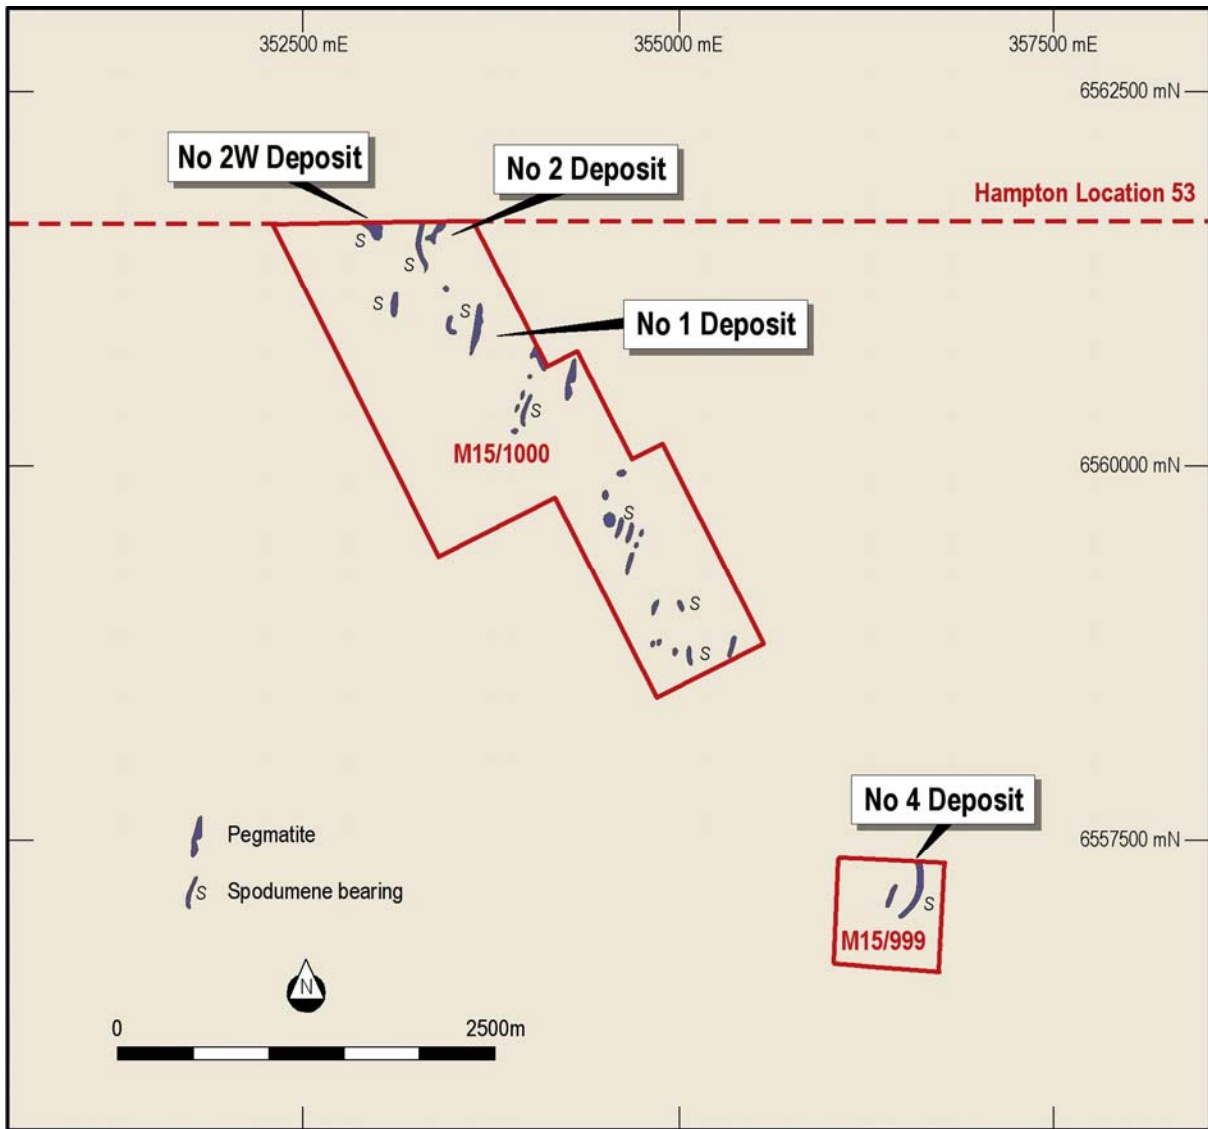 352500 mE
355000 mE
357500 mE
6562500 mN
No 2W Deposit
No 2 Deposit
Hampton Location 53
S
S
S
S
No 1 Deposit
S
M15/1000
6560000 mN
S
S
S
No 4 Deposit
Pegmatite
6557500 mN
S Spodumene bearing
S
M15/999
N
0 2500m